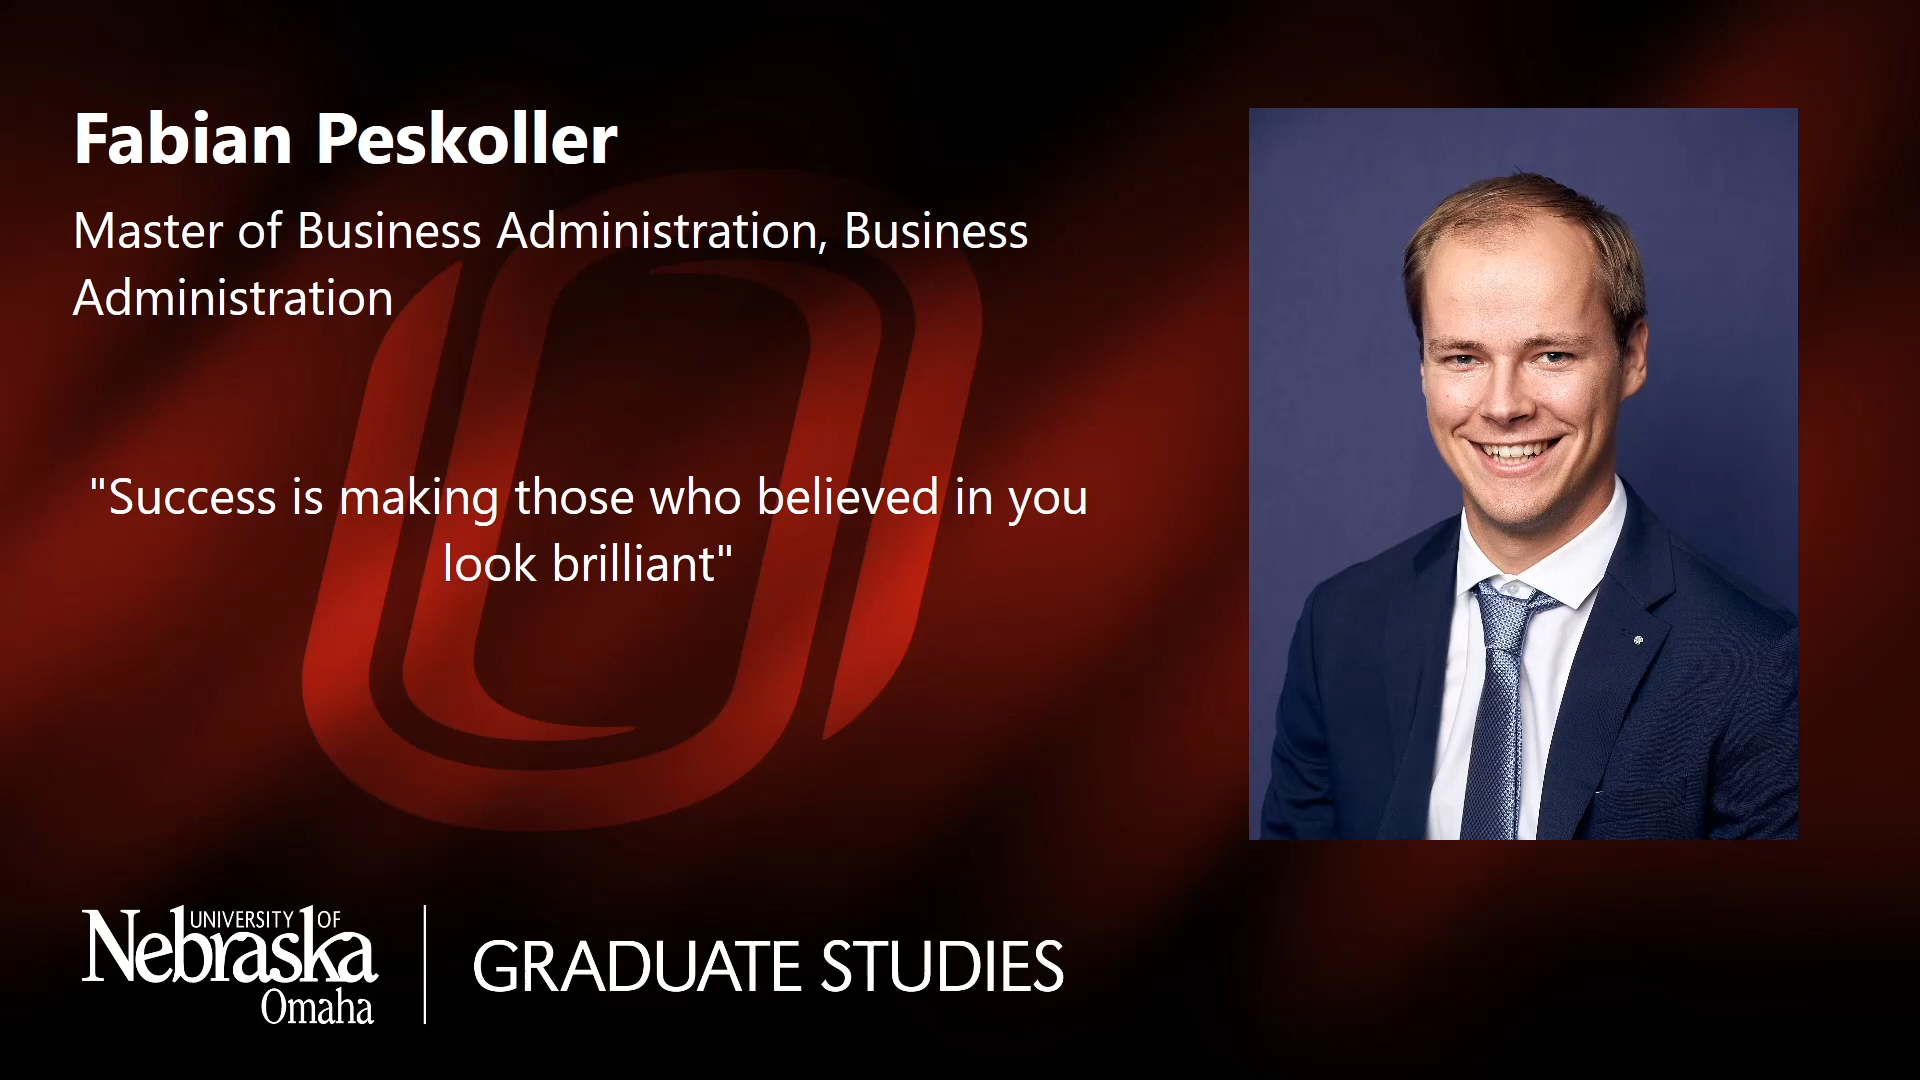 Fabian Peskoller
Master of Business Administration, Business
Administration
"Success is making those who believed in you
look brilliant"
UNIVERSITY OF
Nebraska
Omaha
GRADUATE STUDIES